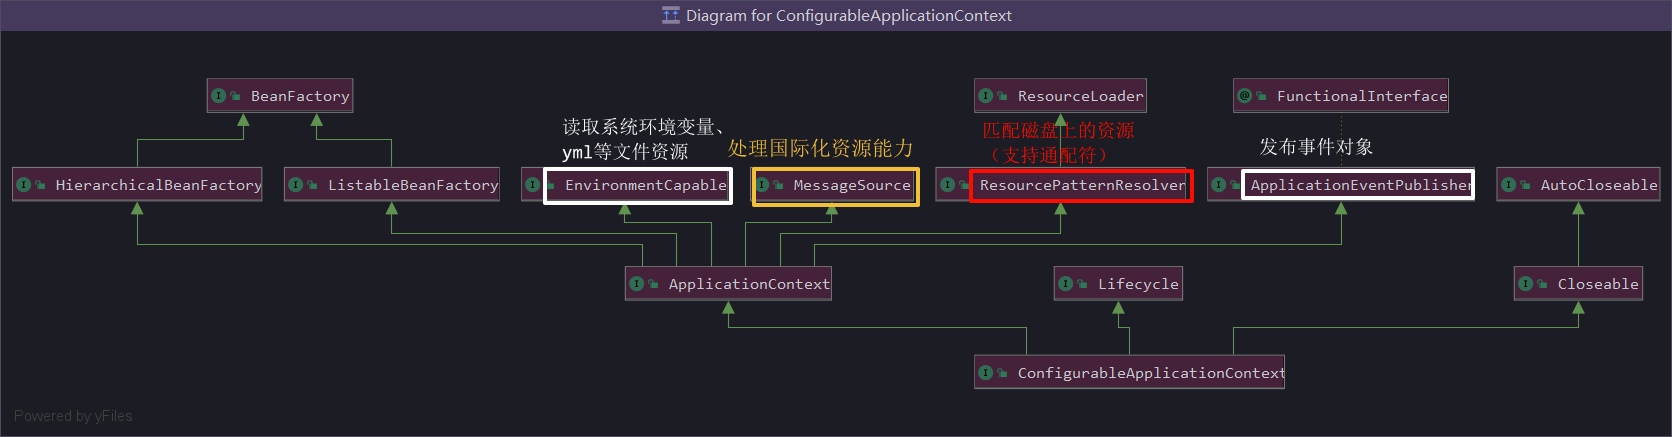 Diagram for ConfigurableApplicationContext
BeanFactory
ResourceLoader
FunctionalInterface
读取系统环境变量、
yml等文件资源
处理国际化资源能力
匹配磁盘上的资源
（支持通配符）
发布事件对象
HierarchicalBeanFactory
ListableBeanFactory
EnvironmentCapable
MessageSource
ResourcePatternResolver
ApplicationEventPublisher
AutoCloseable
ApplicationContext
Lifecycle
Closeable
ConfigurableApplicationContext
Powered by yFiles